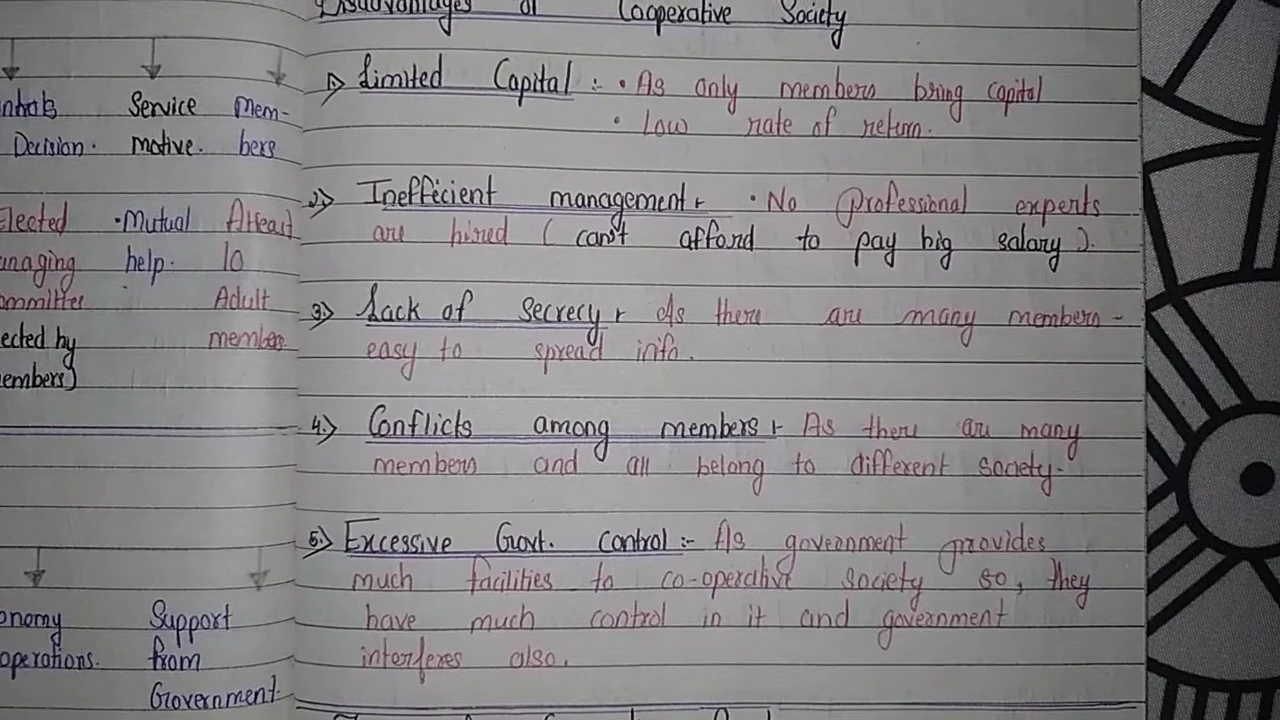 Service Mem-
Decision. motive. bers
•Mutual Atleast
help. 10
Adult
members
Support
operations. from
Government.
Disadvantages of Cooperative Society
1) Limited Capital :- • As only members bring capital
• Low rate of return.
2) Inefficient management :- • No professional experts
are hired ( can't afford to pay big salary ).
3) Lack of Secrecy :- As there are many members -
easy to spread info.
4.) Conflicts among members :- As there are many
members and all belong to different society.
5.) Excessive Govt. control :- As government provides
much facilities to co-operative society so, they
have much control in it and government
interferes also.